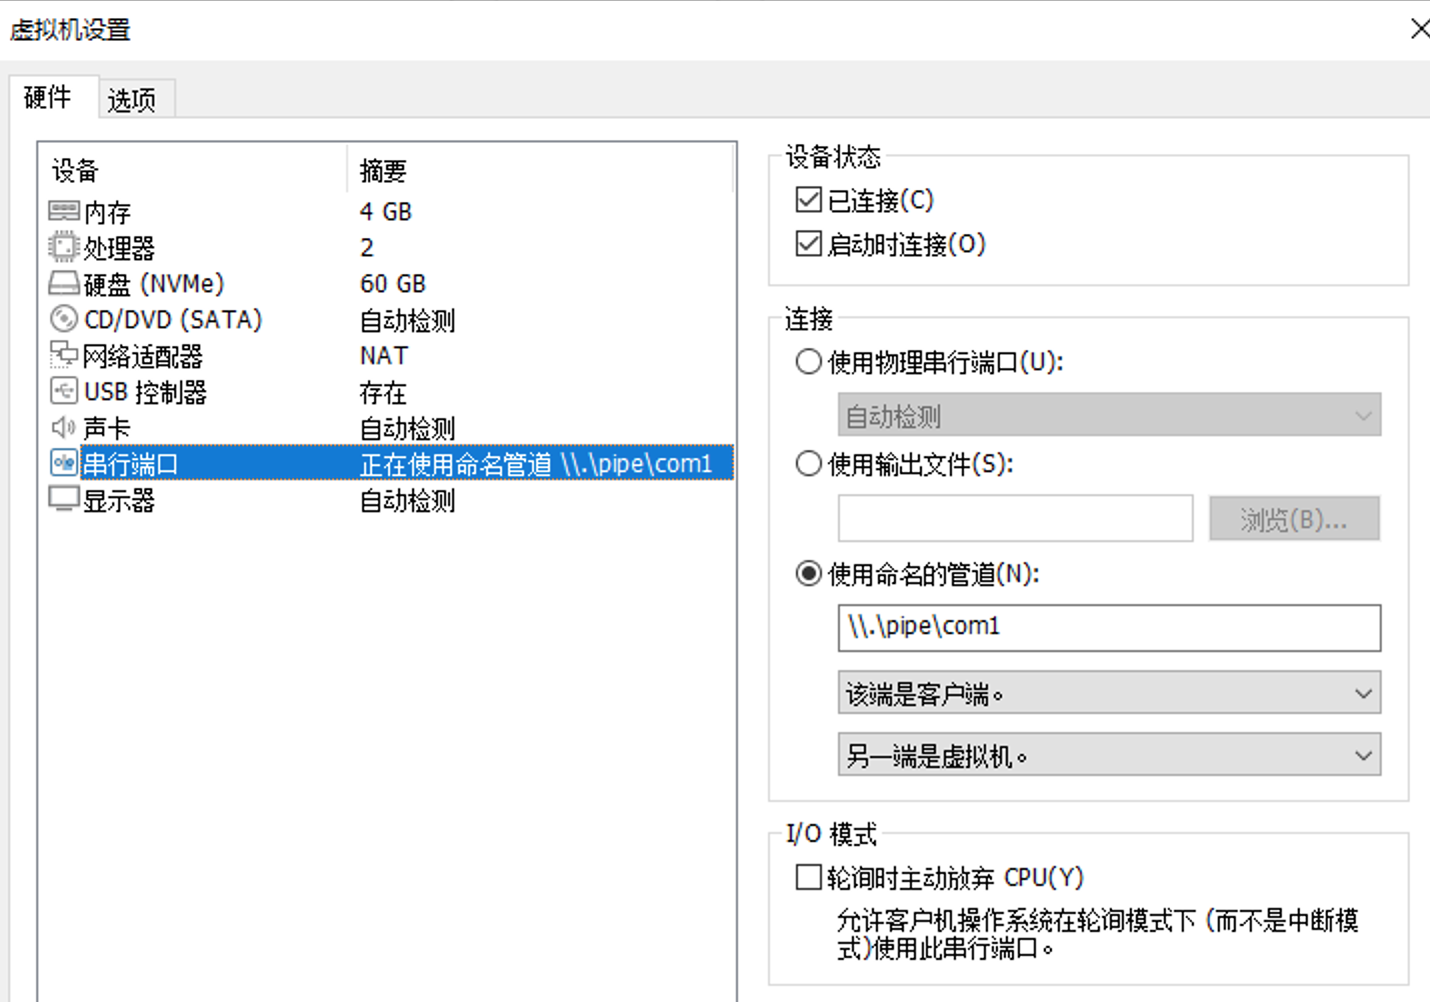 虚拟机设置
硬件
选项
设备 摘要
内存 4 GB
处理器 2
硬盘 (NVMe) 60 GB
CD/DVD (SATA) 自动检测
网络适配器 NAT
USB 控制器 存在
声卡 自动检测
串行端口 正在使用命名管道 \\.\pipe\com1
显示器 自动检测
设备状态
已连接(C)
启动时连接(O)
连接
使用物理串行端口(U):
自动检测
使用输出文件(S):
浏览(B)...
使用命名的管道(N):
\\.\pipe\com1
该端是客户端。
另一端是虚拟机。
I/O 模式
轮询时主动放弃 CPU(Y)
允许客户机操作系统在轮询模式下 (而不是中断模
式)使用此串行端口。